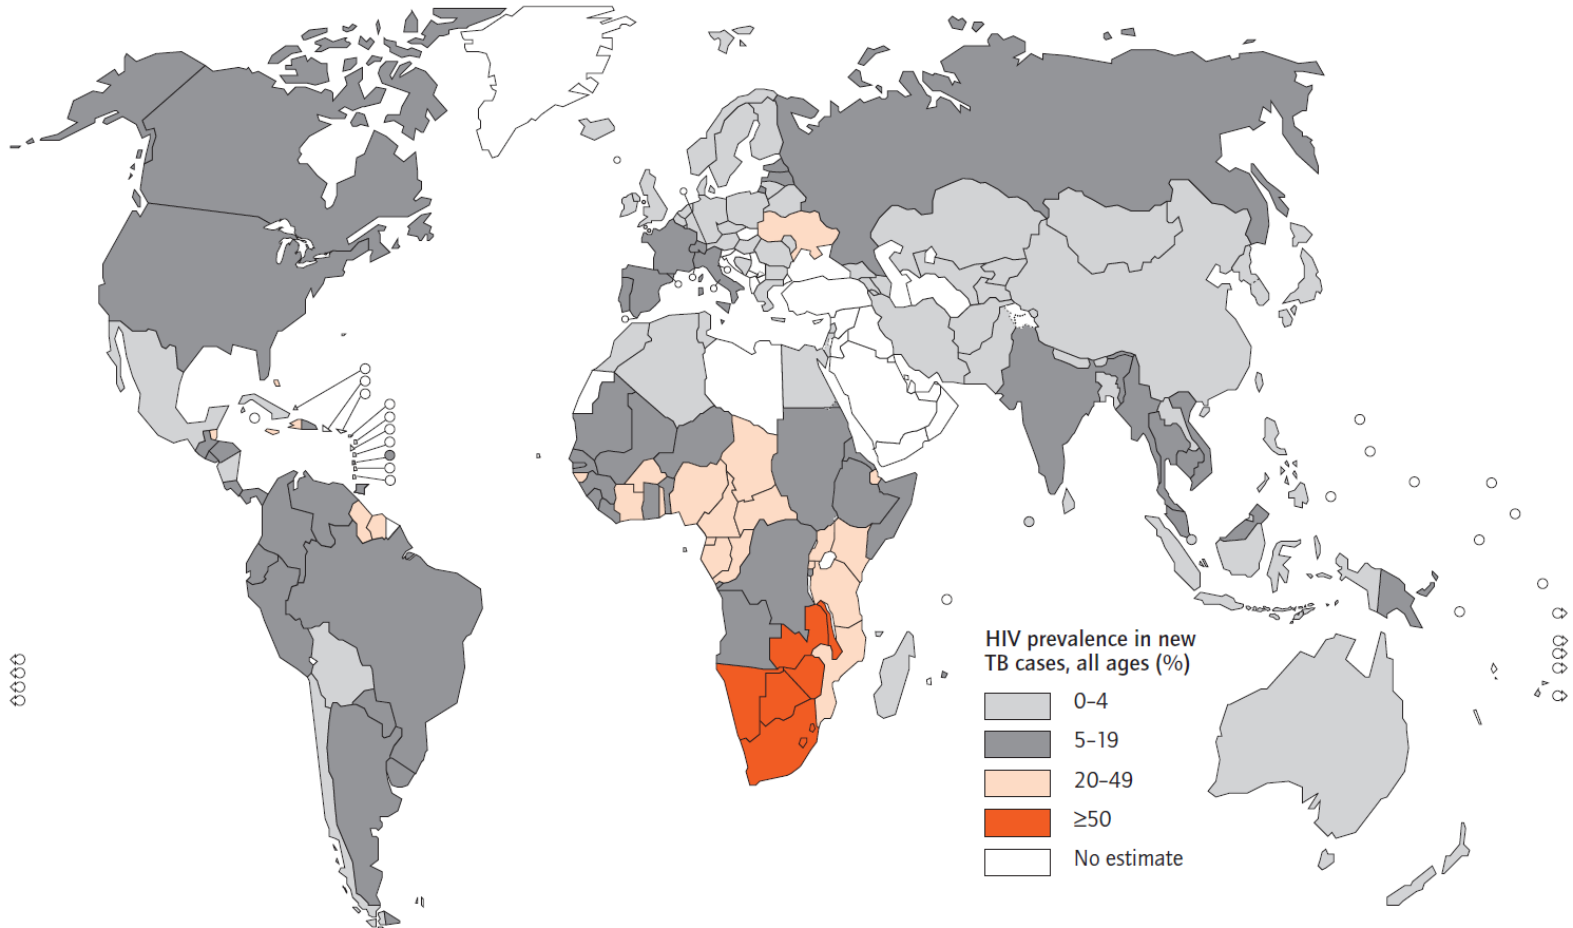 HIV prevalence in new
TB cases, all ages (%)
0–4
5–19
20–49
≥50
No estimate